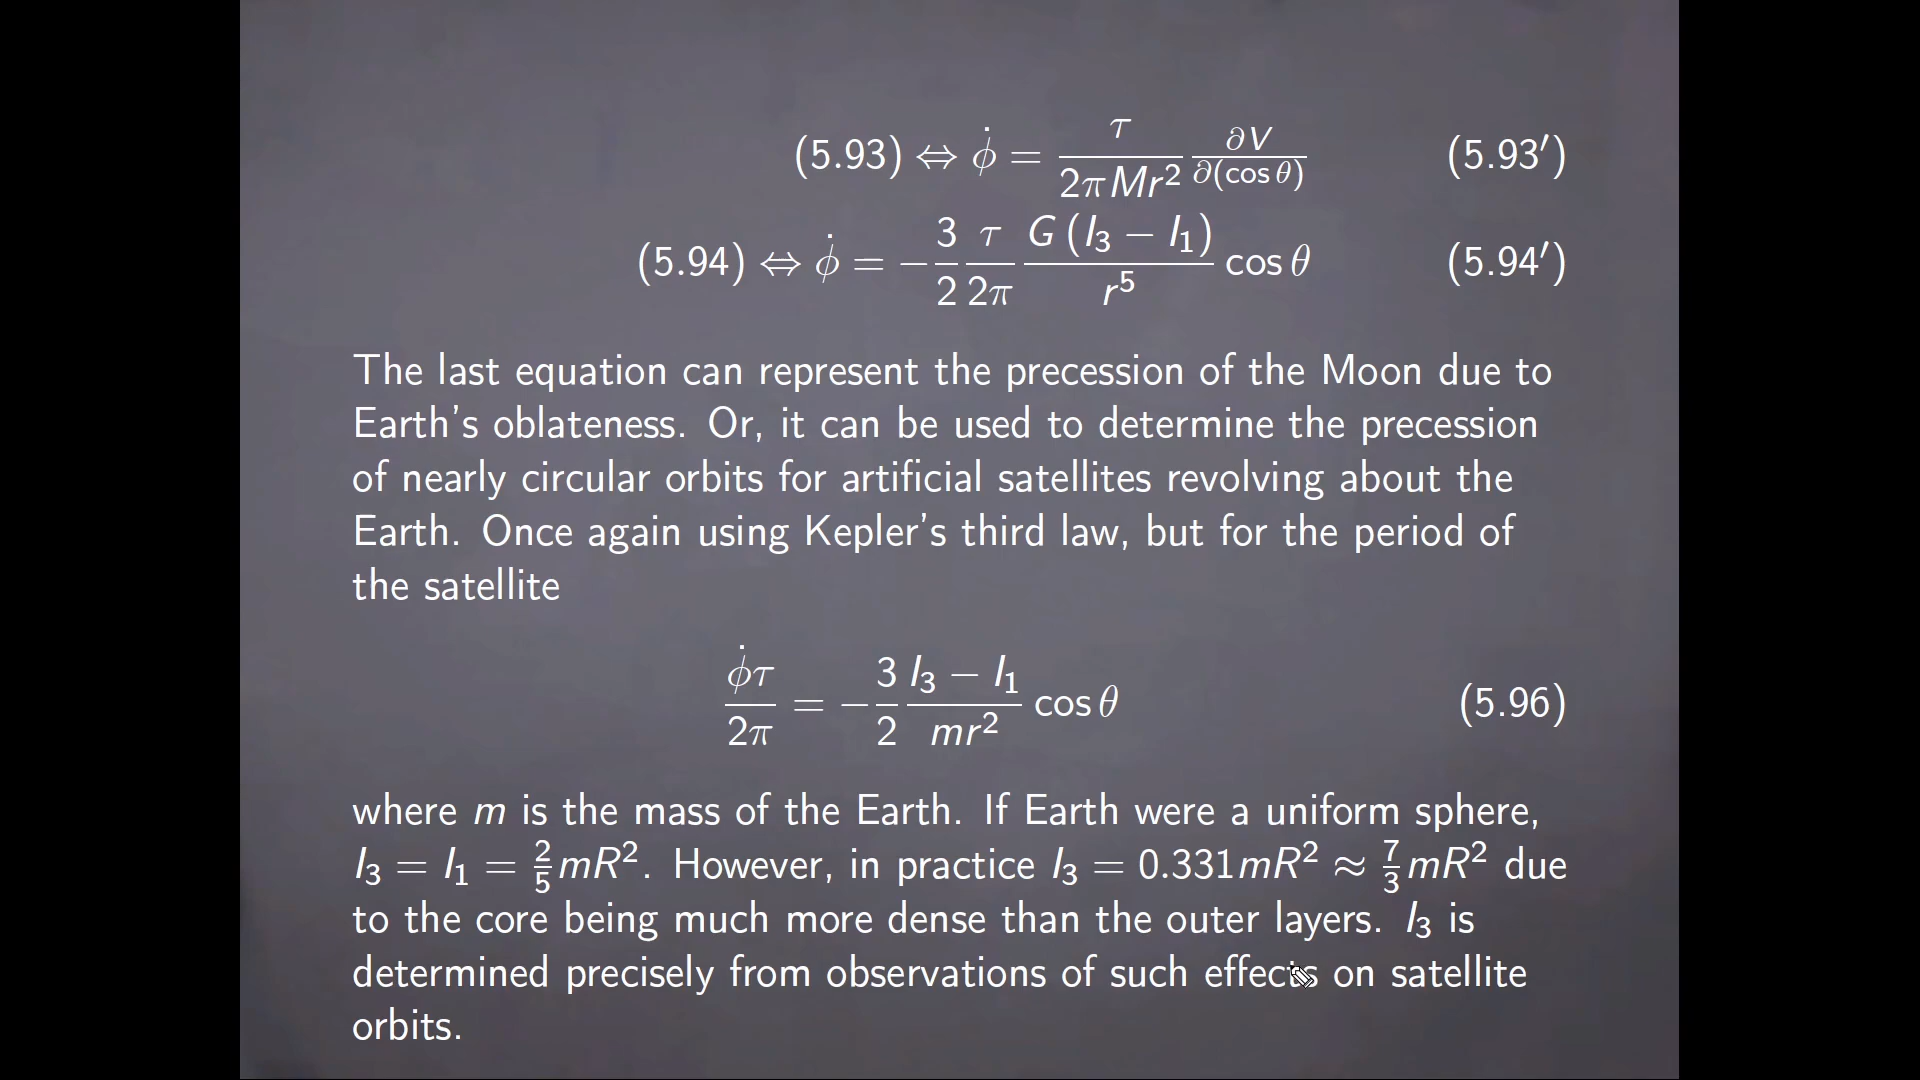 (5.93) ⇔ φ̇ = τ/(2πMr²) ∂V/∂(cos θ) (5.93′)
(5.94) ⇔ φ̇ = −3/2 τ/2π G(I₃ − I₁)/r⁵ cos θ (5.94′)
The last equation can represent the precession of the Moon due to
Earth's oblateness. Or, it can be used to determine the precession
of nearly circular orbits for artificial satellites revolving about the
Earth. Once again using Kepler's third law, but for the period of
the satellite
φ̇τ/2π = −3/2 (I₃ − I₁)/mr² cos θ (5.96)
where m is the mass of the Earth. If Earth were a uniform sphere,
I₃ = I₁ = 2/5 mR². However, in practice I₃ = 0.331mR² ≈ 7/3 mR² due
to the core being much more dense than the outer layers. I₃ is
determined precisely from observations of such effects on satellite
orbits.